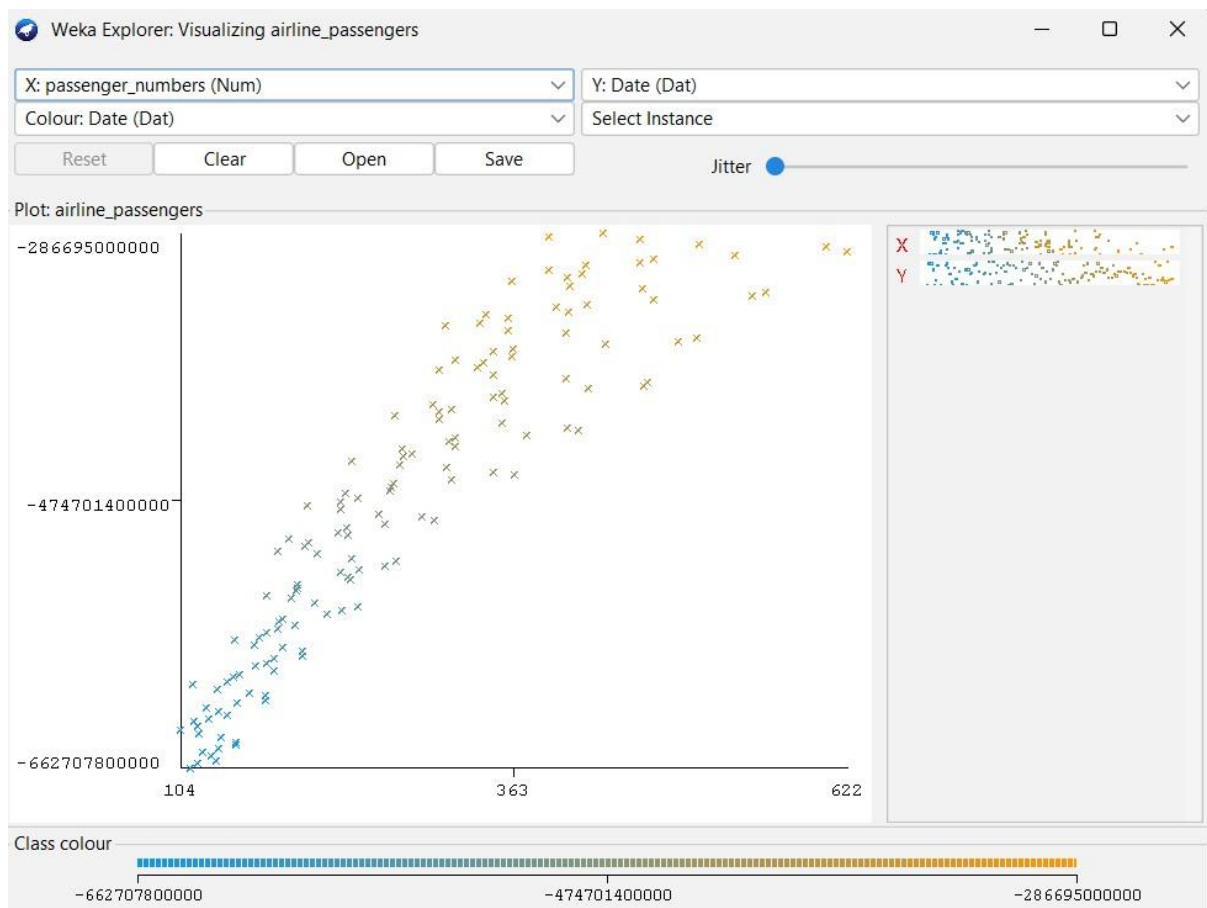 Weka Explorer: Visualizing airline_passengers
X: passenger_numbers (Num)
Y: Date (Dat)
Colour: Date (Dat)
Select Instance
Reset
Clear
Open
Save
Jitter
Plot: airline_passengers
-286695000000
-474701400000
-662707800000
104
363
622
X
Y
Class colour
-662707800000
-474701400000
-286695000000